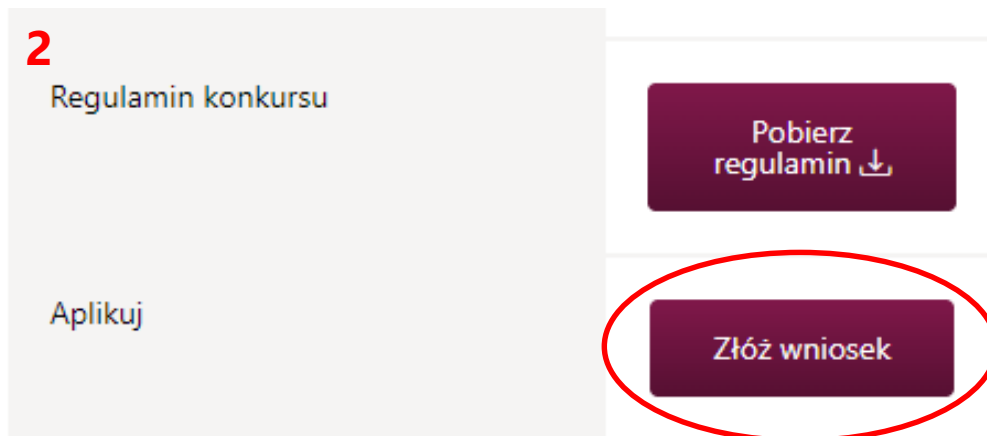 2
Regulamin konkursu
Pobierz
regulamin
Aplikuj
Złóż wniosek